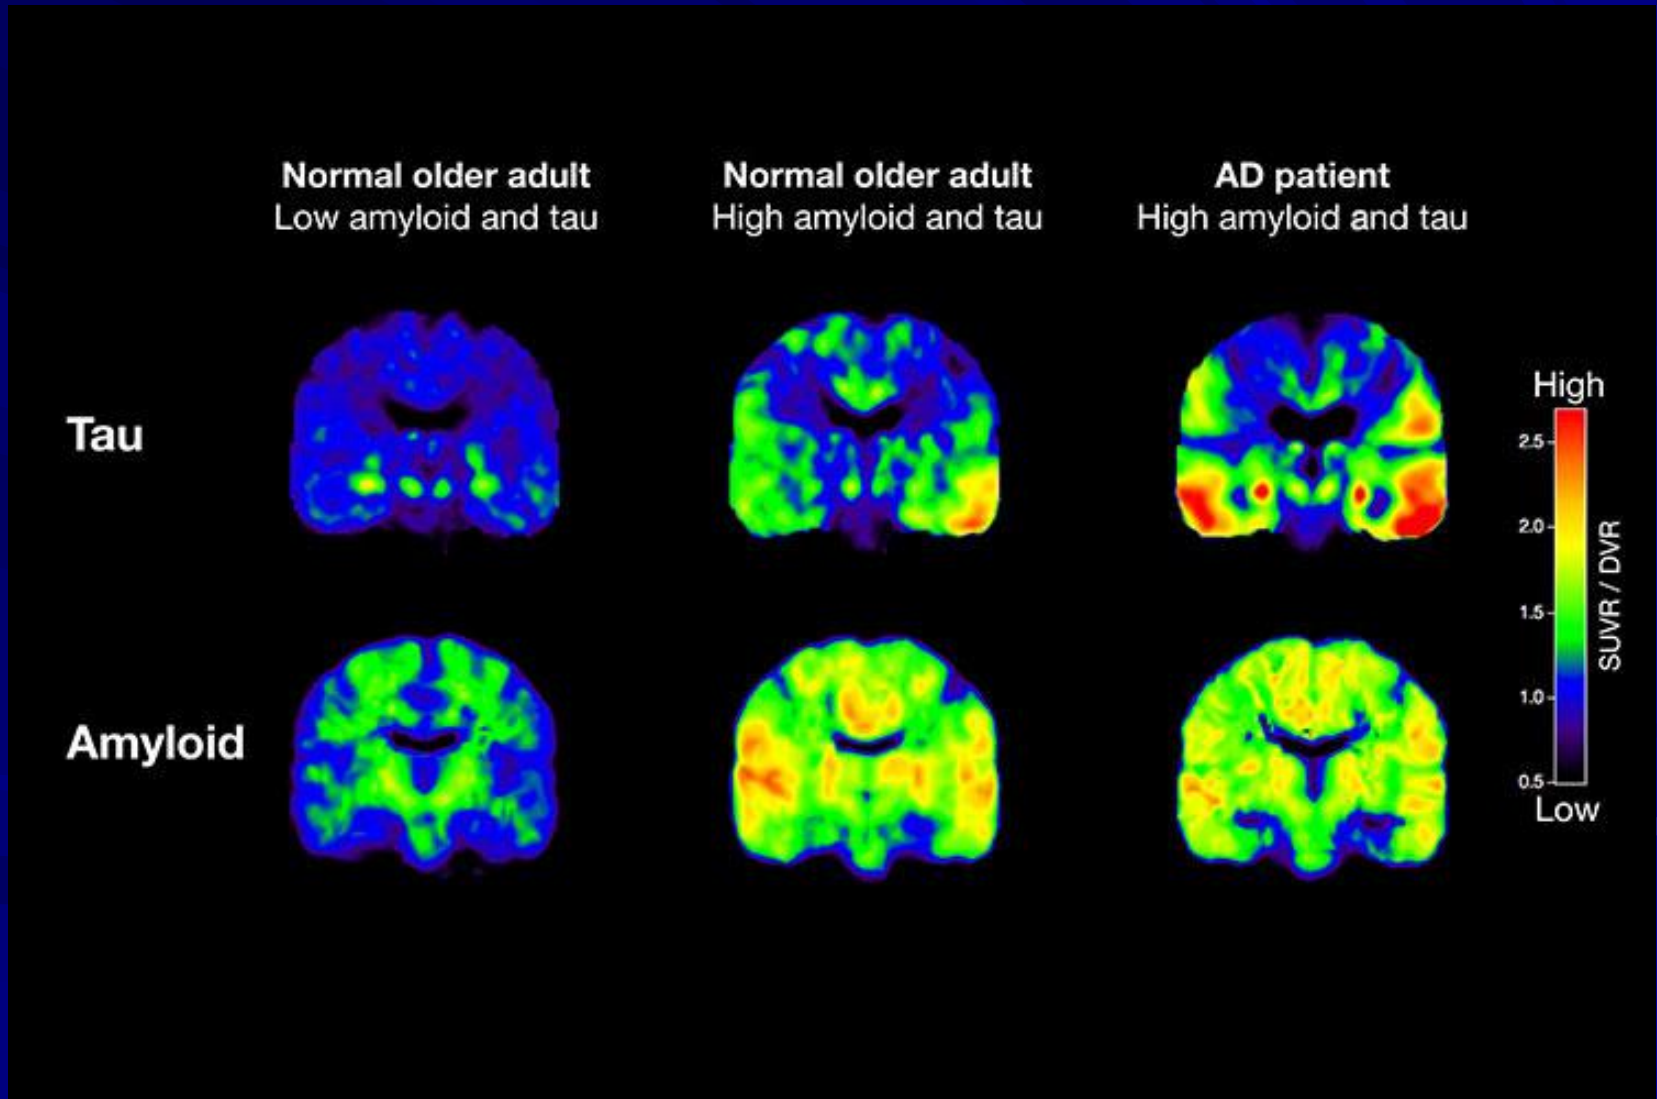 Normal older adult
Low amyloid and tau
Normal older adult
High amyloid and tau
AD patient
High amyloid and tau
Tau
Amyloid
High
2.5
2.0
1.5
1.0
0.5
Low
SUVR / DVR